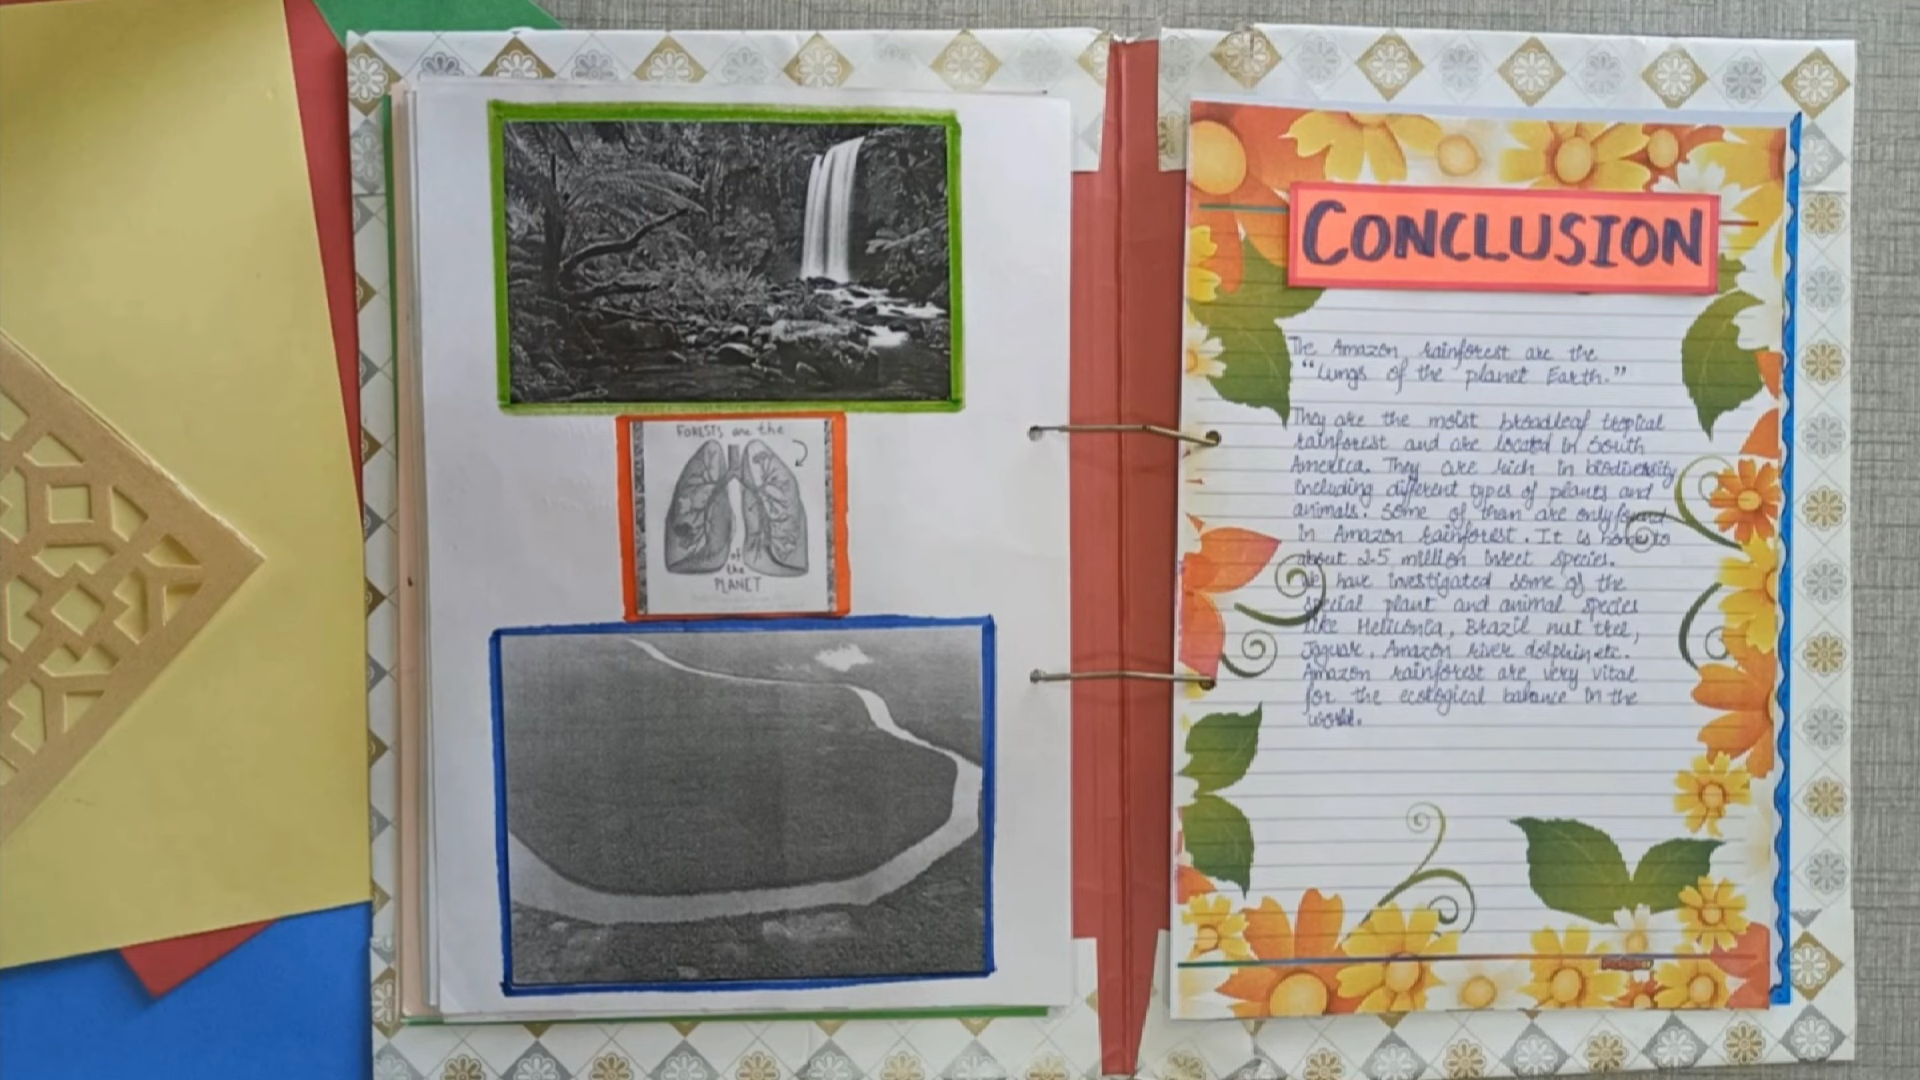 FORESTS are the
of
the
PLANET
CONCLUSION
The Amazon rainforest are the
"Lungs of the planet Earth."
They are the moist broadleaf tropical
rainforest and are located in South
America. They are rich in biodiversity
including different types of plants and
animals. Some of than are only found
in Amazon rainforest. It is home to
about 2.5 million insect species.
We have investigated some of the
special plant and animal species
like Heliconia, Brazil nut tree,
Jaguar, Amazon river dolphin etc.
Amazon rainforest are very vital
for the ecological balance in the
world.